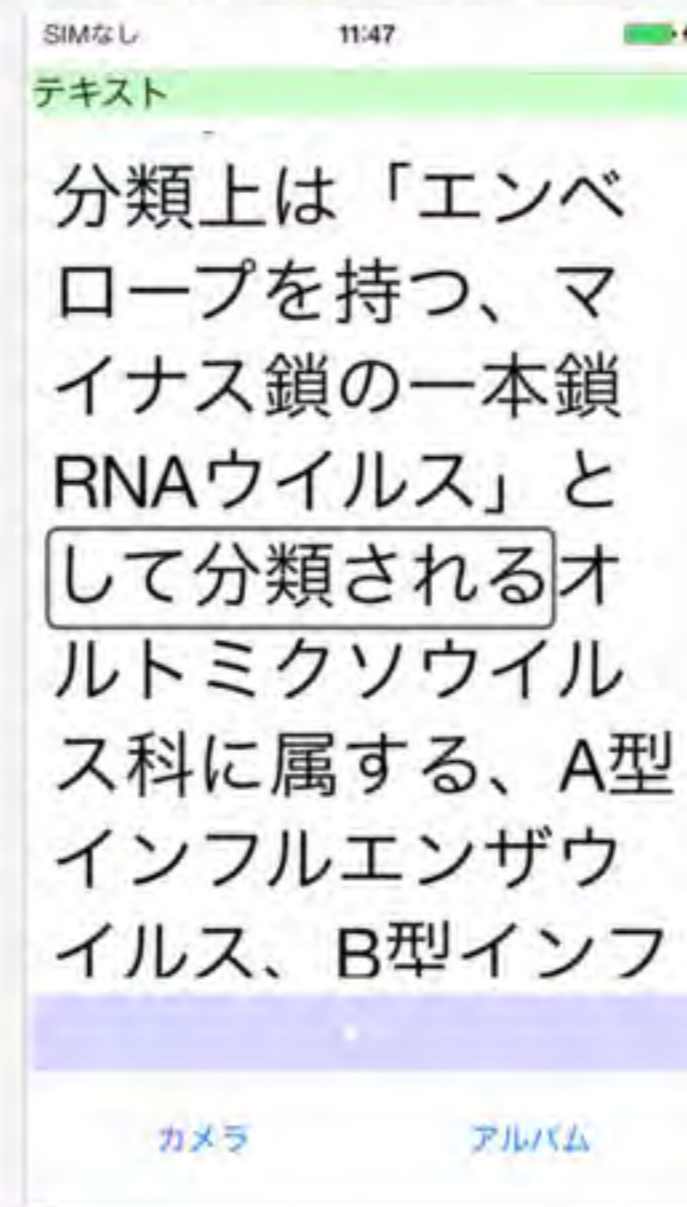 SIMなし 11:47
テキスト
分類上は「エンベ
ロープを持つ、マ
イナス鎖の一本鎖
RNAウイルス」と
して分類されるオ
ルトミクソウイル
ス科に属する、A型
インフルエンザウ
イルス、B型インフ
カメラ アルバム